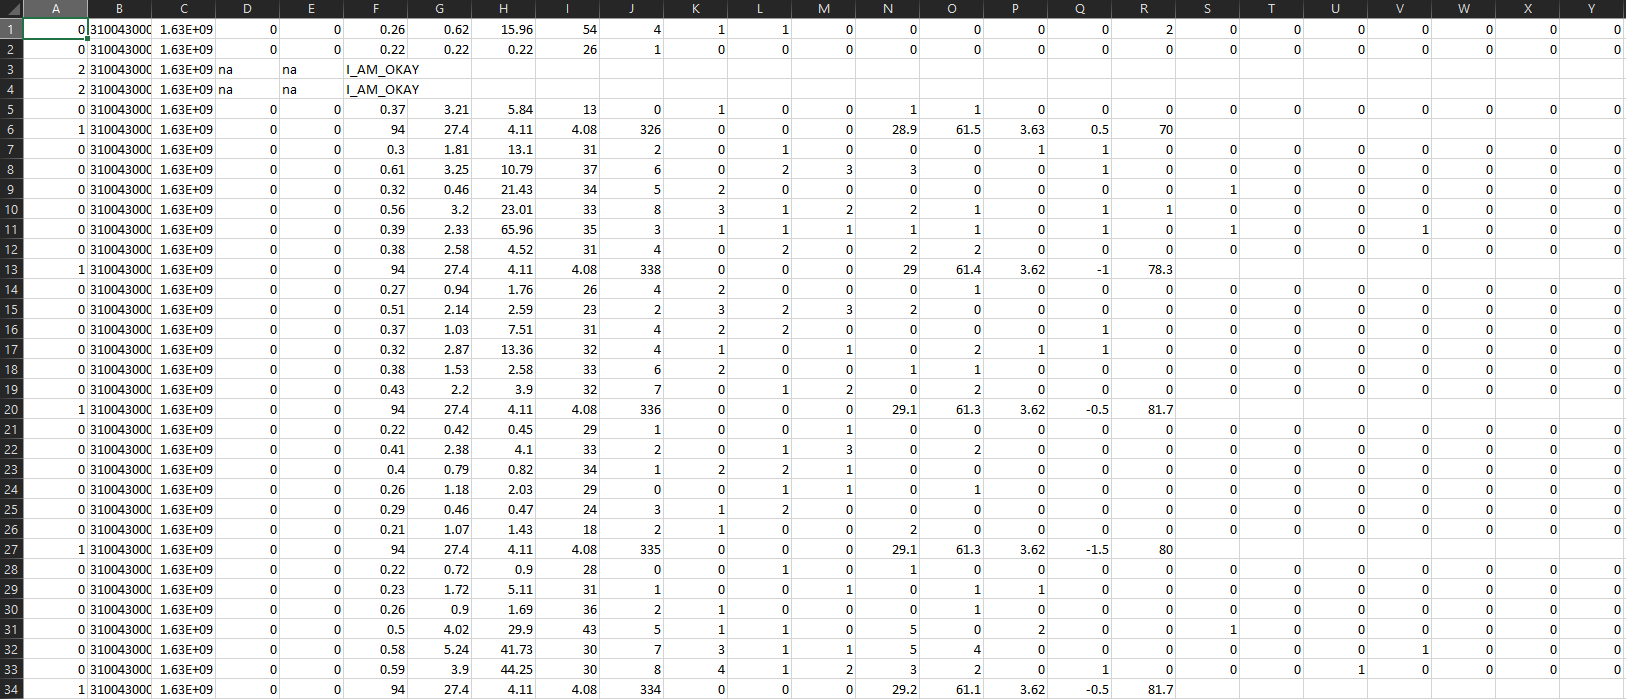 A B C D E F G H I J K L M N O P Q R S T U V W X Y
1 0 310043000 1.63E+09 0 0 0.26 0.62 15.96 54 4 1 1 0 0 0 0 0 2 0 0 0 0 0 0 0
2 0 310043000 1.63E+09 0 0 0.22 0.22 0.22 26 1 0 0 0 0 0 0 0 0 0 0 0 0 0 0 0
3 2 310043000 1.63E+09 na na I_AM_OKAY
4 2 310043000 1.63E+09 na na I_AM_OKAY
5 0 310043000 1.63E+09 0 0 0.37 3.21 5.84 13 0 1 0 0 1 1 0 0 0 0 0 0 0 0 0 0
6 1 310043000 1.63E+09 0 0 94 27.4 4.11 4.08 326 0 0 0 28.9 61.5 3.63 0.5 70
7 0 310043000 1.63E+09 0 0 0.3 1.81 13.1 31 2 0 1 0 0 0 1 1 0 0 0 0 0 0 0 0
8 0 310043000 1.63E+09 0 0 0.61 3.25 10.79 37 6 0 2 3 3 0 0 1 0 0 0 0 0 0 0 0
9 0 310043000 1.63E+09 0 0 0.32 0.46 21.43 34 5 2 0 0 0 0 0 0 0 1 0 0 0 0 0 0
10 0 310043000 1.63E+09 0 0 0.56 3.2 23.01 33 8 3 1 2 2 1 0 1 1 0 0 0 0 0 0 0
11 0 310043000 1.63E+09 0 0 0.39 2.33 65.96 35 3 1 1 1 1 1 0 1 0 1 0 0 1 0 0 0
12 0 310043000 1.63E+09 0 0 0.38 2.58 4.52 31 4 0 2 0 2 2 0 0 0 0 0 0 0 0 0 0
13 1 310043000 1.63E+09 0 0 94 27.4 4.11 4.08 338 0 0 0 29 61.4 3.62 -1 78.3
14 0 310043000 1.63E+09 0 0 0.27 0.94 1.76 26 4 2 0 0 0 1 0 0 0 0 0 0 0 0 0 0
15 0 310043000 1.63E+09 0 0 0.51 2.14 2.59 23 2 3 2 3 2 0 0 0 0 0 0 0 0 0 0 0
16 0 310043000 1.63E+09 0 0 0.37 1.03 7.51 31 4 2 2 0 0 0 0 1 0 0 0 0 0 0 0 0
17 0 310043000 1.63E+09 0 0 0.32 2.87 13.36 32 4 1 0 1 0 2 1 1 0 0 0 0 0 0 0 0
18 0 310043000 1.63E+09 0 0 0.38 1.53 2.58 33 6 2 0 0 1 1 0 0 0 0 0 0 0 0 0 0
19 0 310043000 1.63E+09 0 0 0.43 2.2 3.9 32 7 0 1 2 0 2 0 0 0 0 0 0 0 0 0 0
20 1 310043000 1.63E+09 0 0 94 27.4 4.11 4.08 336 0 0 0 29.1 61.3 3.62 -0.5 81.7
21 0 310043000 1.63E+09 0 0 0.22 0.42 0.45 29 1 0 0 1 0 0 0 0 0 0 0 0 0 0 0 0
22 0 310043000 1.63E+09 0 0 0.41 2.38 4.1 33 2 0 1 3 0 2 0 0 0 0 0 0 0 0 0 0
23 0 310043000 1.63E+09 0 0 0.4 0.79 0.82 34 1 2 2 1 0 0 0 0 0 0 0 0 0 0 0 0
24 0 310043000 1.63E+09 0 0 0.26 1.18 2.03 29 0 0 1 1 0 1 0 0 0 0 0 0 0 0 0 0
25 0 310043000 1.63E+09 0 0 0.29 0.46 0.47 24 3 1 2 0 0 0 0 0 0 0 0 0 0 0 0 0
26 0 310043000 1.63E+09 0 0 0.21 1.07 1.43 18 2 1 0 0 2 0 0 0 0 0 0 0 0 0 0 0
27 1 310043000 1.63E+09 0 0 94 27.4 4.11 4.08 335 0 0 0 29.1 61.3 3.62 -1.5 80
28 0 310043000 1.63E+09 0 0 0.22 0.72 0.9 28 0 0 1 0 1 0 0 0 0 0 0 0 0 0 0 0
29 0 310043000 1.63E+09 0 0 0.23 1.72 5.11 31 1 0 0 1 0 1 1 0 0 0 0 0 0 0 0 0
30 0 310043000 1.63E+09 0 0 0.26 0.9 1.69 36 2 1 0 0 0 1 0 0 0 0 0 0 0 0 0 0
31 0 310043000 1.63E+09 0 0 0.5 4.02 29.9 43 5 1 1 0 5 0 2 0 0 1 0 0 0 0 0 0
32 0 310043000 1.63E+09 0 0 0.58 5.24 41.73 30 7 3 1 1 5 4 0 0 0 0 0 0 1 0 0 0
33 0 310043000 1.63E+09 0 0 0.59 3.9 44.25 30 8 4 1 2 3 2 0 1 0 0 0 1 0 0 0 0
34 1 310043000 1.63E+09 0 0 94 27.4 4.11 4.08 334 0 0 0 29.2 61.1 3.62 -0.5 81.7